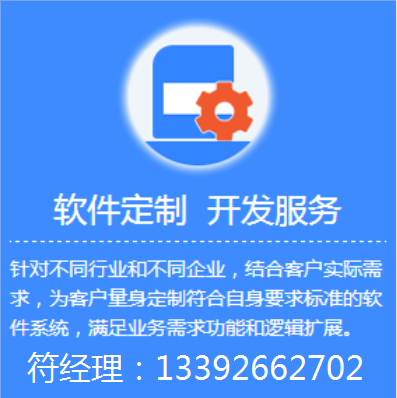 软件定制 开发服务
针对不同行业和不同企业，结合客户实际需
求，为客户量身定制符合自身要求标准的软
件系统，满足业务需求功能和逻辑扩展。
符经理：13392662702